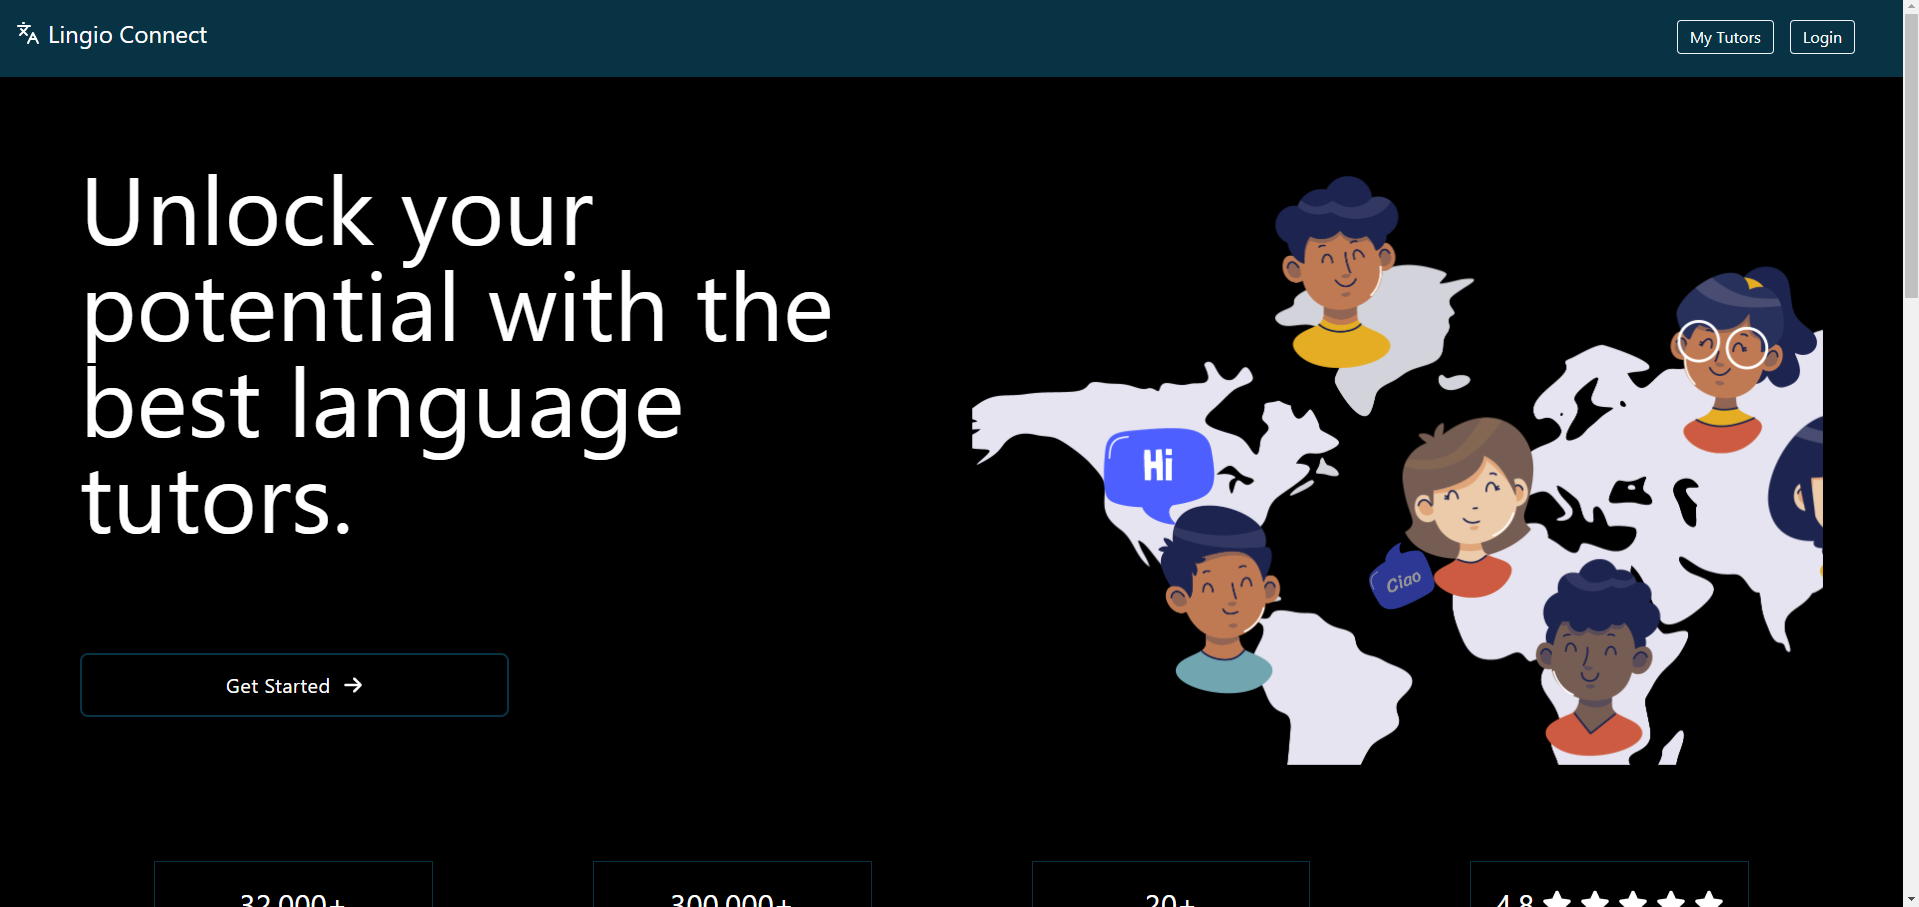 Lingio Connect
My Tutors
Login
Unlock your
potential with the
best language
tutors.
Hi
Ciao
Get Started
32,000+
300,000+
20+
4.8